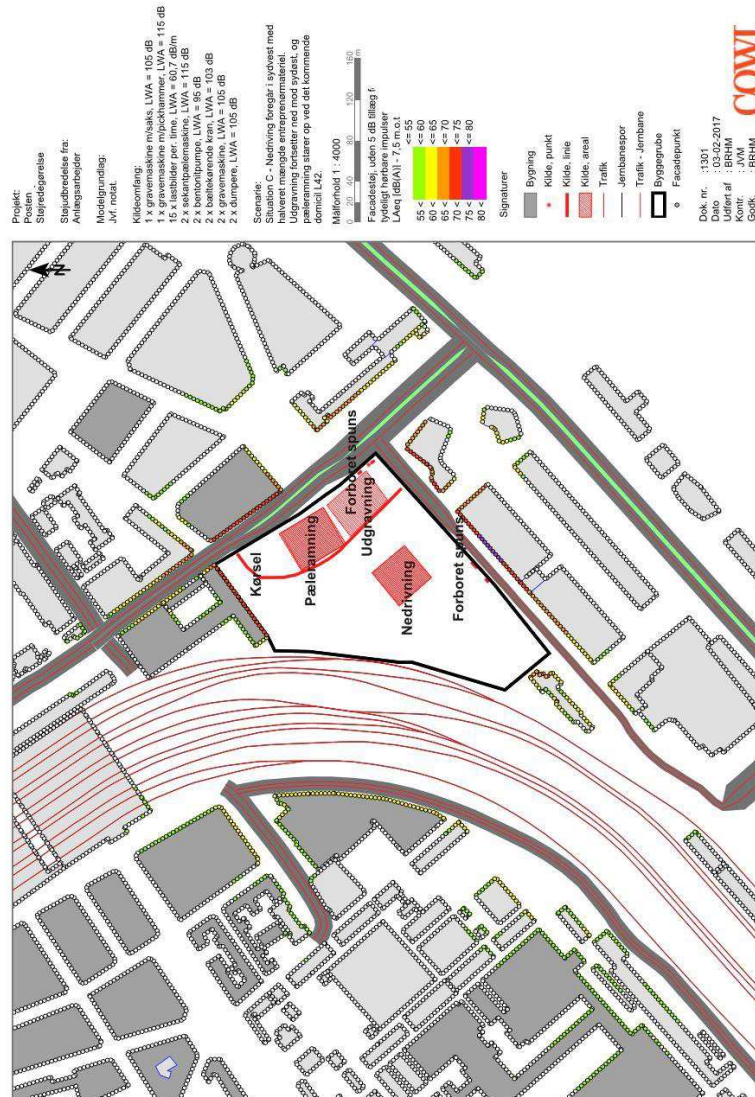 Projekt:
Posten
Støjredegørelse
Støjudbredelse fra:
Anlægsarbejder
Modelgrundlag:
Jvf. notat.
Kildeomfang:
1 x gravemaskine m/saks, LWA = 105 dB
1 x gravemaskine m/pickhammer, LWA = 115 dB
15 x lastbiler per. time, LWA = 60,7 dB/m
2 x sekantpælemaskine, LWA = 115 dB
2 x bentonitpumpe, LWA = 95 dB
2 x bæltekørende kran, LWA = 103 dB
2 x gravemaskine, LWA = 105 dB
2 x dumpere, LWA = 105 dB
Scenarie:
Situation C - Nedrivning foregår i sydvest med
halveret mængde entreprenørmateriel.
Udgravning fortsætter ned mod sydøst, og
pæleramning starter op ved det kommende
domicil L42.
Målforhold 1 : 4000
0 20 40 80 120 160
m
Facadestøj, uden 5 dB tillæg f
tydeligt hørbare impulser
LAeq [dB(A)] - 7,5 m.o.t
<= 55
55 < <= 60
60 < <= 65
65 < <= 70
70 < <= 75
75 < <= 80
80 <
Signaturer
Bygning
Kilde, punkt
Kilde, linie
Kilde, areal
Trafik
Jernbanespor
Trafik - Jernbane
Byggegrube
Facadepunkt
Dok. nr. : 1301
Dato : 03-02-2017
Udført af : BRHM
Kontr. : JVM
Godk. : BRHM
COWI
N
Kørsel
Pæleramning
Forboret spuns
Udgravning
Nedrivning
Forboret spuns